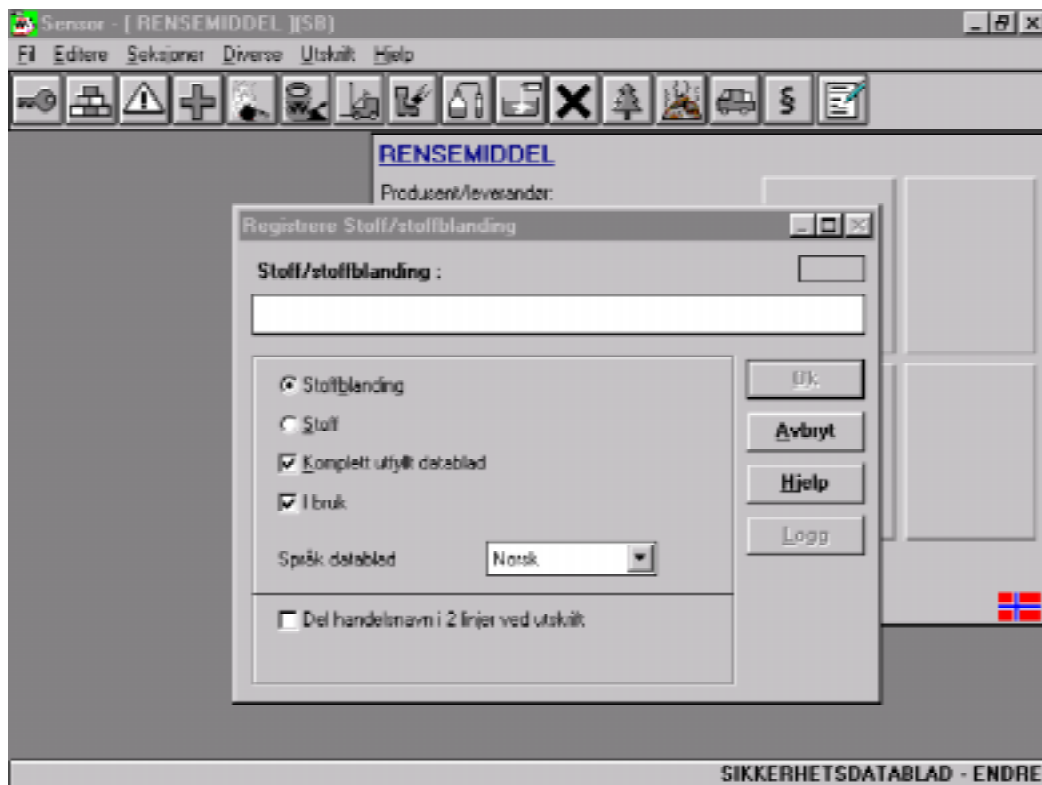 Sensor - [ RENSEMIDDEL ](SB)
Fil Editere Seksjoner Diverse Utskrift Hjelp
§
RENSEMIDDEL
Produsent/leverandør:
Registrere Stoff/stoffblanding
Stoff/stoffblanding :
Stoffblanding
Stoff
Komplett utfyllt datablad
I bruk
Språk datablad Norsk
Del handelsnavn i 2 linjer ved utskrift
Ok
Avbryt
Hjelp
Logg
SIKKERHETSDATABLAD - ENDRE